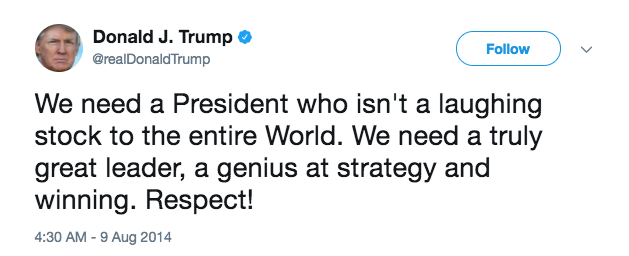 Donald J. Trump
@realDonaldTrump
Follow
We need a President who isn't a laughing
stock to the entire World. We need a truly
great leader, a genius at strategy and
winning. Respect!
4:30 AM - 9 Aug 2014